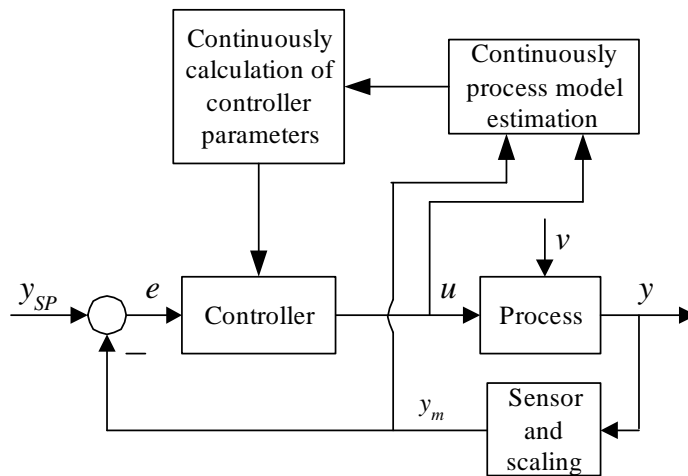 Continuously
calculation of
controller
parameters
Continuously
process model
estimation
v
y_SP
e
Controller
u
Process
y
−
y_m
Sensor
and
scaling